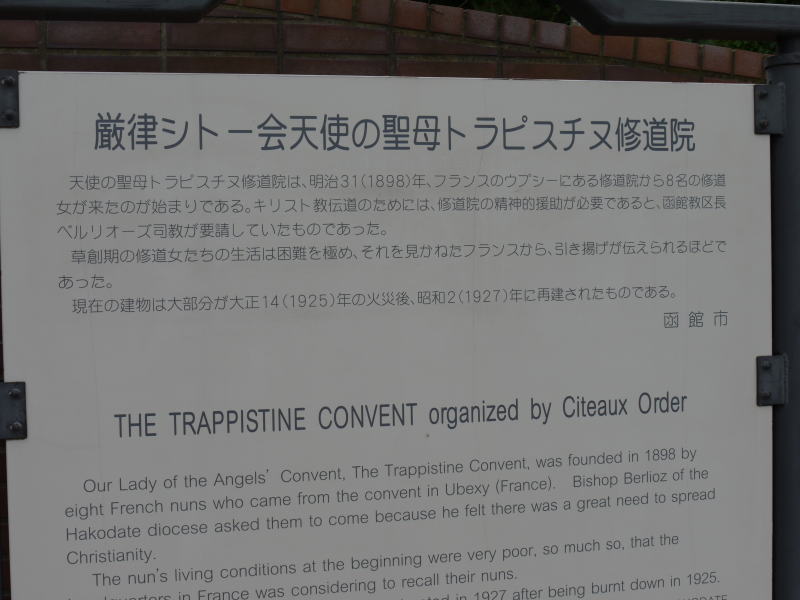 厳律シトー会天使の聖母トラピスチヌ修道院
天使の聖母トラピスチヌ修道院は、明治31(1898)年、フランスのウプシーにある修道院から8名の修道
女が来たのが始まりである。キリスト教伝道のためには、修道院の精神的援助が必要であると、函館教区長
ベルリオーズ司教が要請していたものであった。
草創期の修道女たちの生活は困難を極め、それを見かねたフランスから、引き揚げが伝えられるほどで
あった。
現在の建物は大部分が大正14(1925)年の火災後、昭和2(1927)年に再建されたものである。
函館市
THE TRAPPISTINE CONVENT organized by Citeaux Order
Our Lady of the Angels' Convent, The Trappistine Convent, was founded in 1898 by
eight French nuns who came from the convent in Ubexy (France). Bishop Berlioz of the
Hakodate diocese asked them to come because he felt there was a great need to spread
Christianity.
The nun's living conditions at the beginning were very poor, so much so, that the
in France was considering to recall their nuns.
in 1927 after being burnt down in 1925.